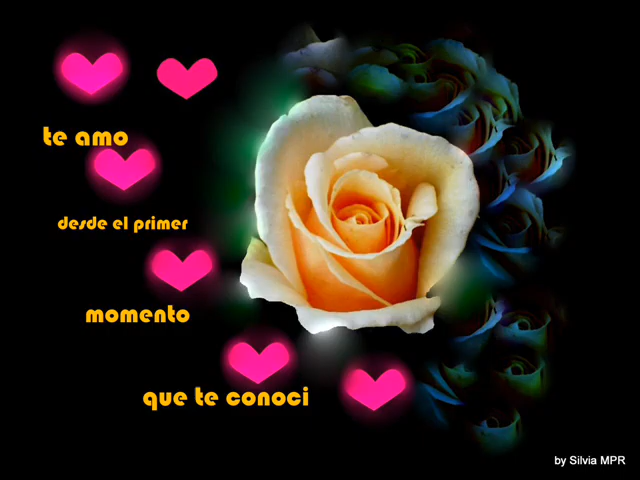 te amo
desde el primer
momento
que te conoci
by Silvia MPR